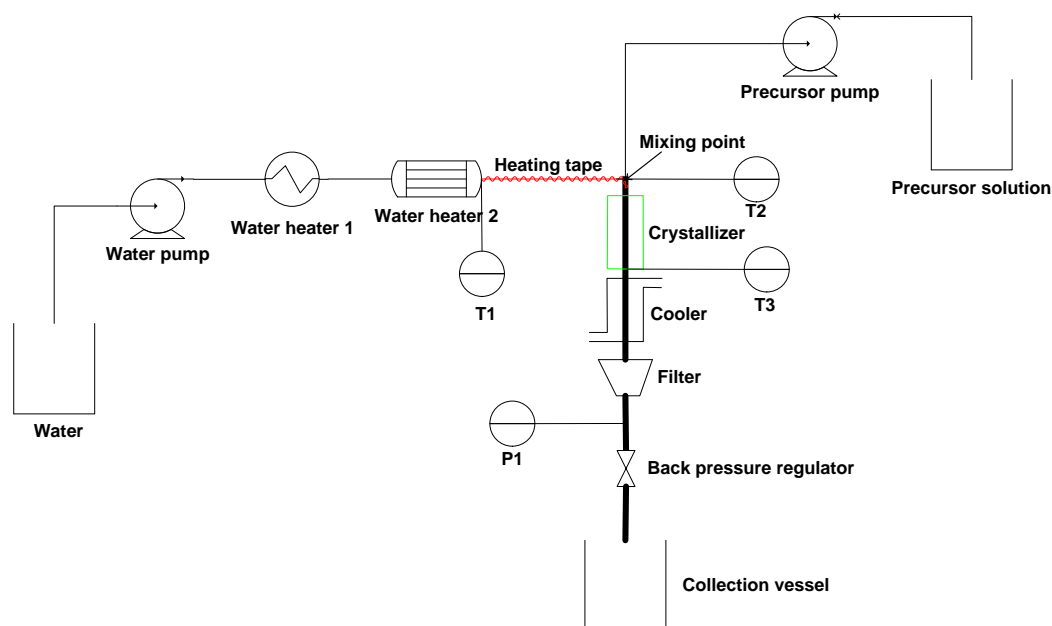 Precursor pump
Mixing point
Heating tape
Precursor solution
Water heater 2
T2
Water heater 1
Crystallizer
Water pump
T3
T1
Cooler
Filter
Water
P1
Back pressure regulator
Collection vessel